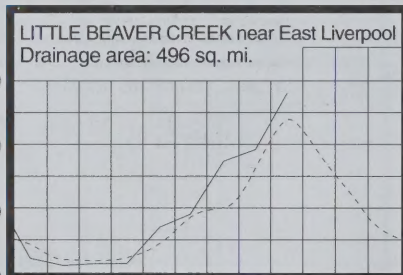 LITTLE BEAVER CREEK near East Liverpool
Drainage area: 496 sq. mi.